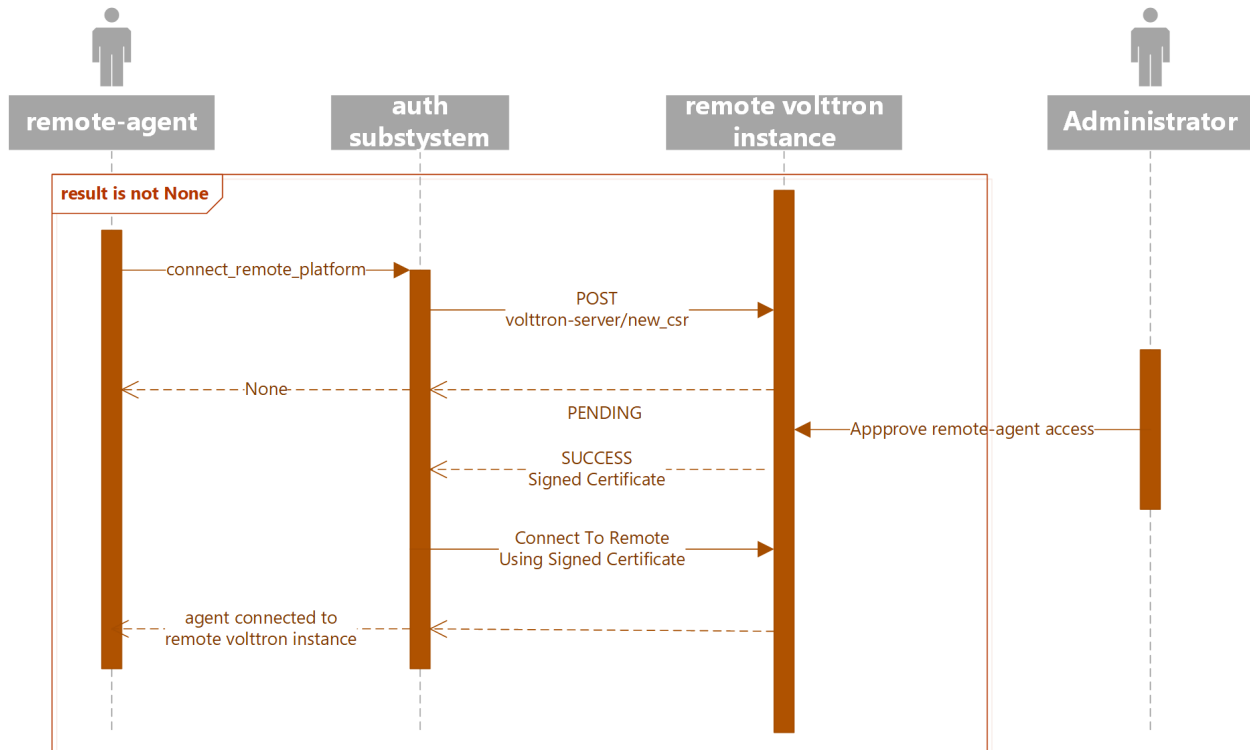 remote-agent
auth
substystem
remote volttron
instance
Administrator
result is not None
connect_remote_platform
POST
volttron-server/new_csr
None
PENDING
Appprove remote-agent access
SUCCESS
Signed Certificate
Connect To Remote
Using Signed Certificate
agent connected to
remote volttron instance